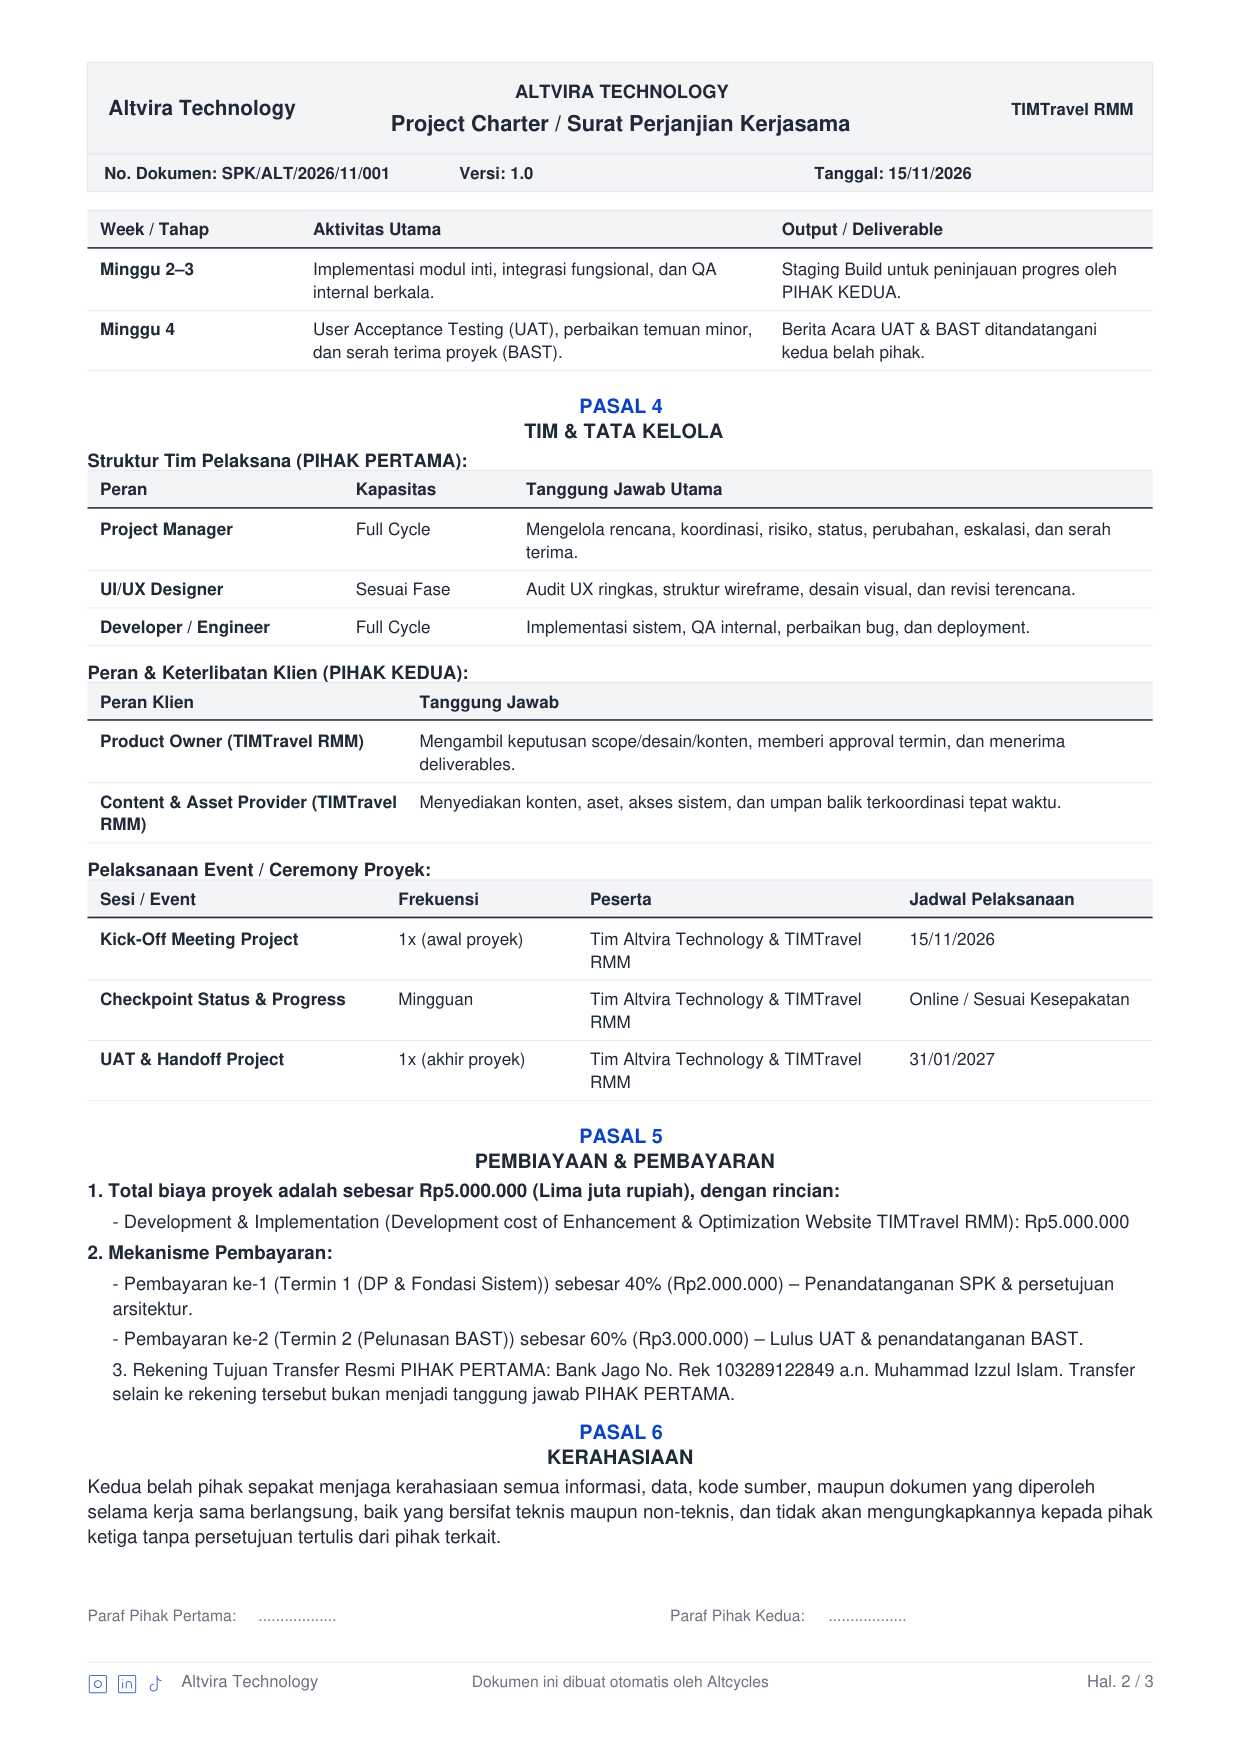 Altvira Technology
ALTVIRA TECHNOLOGY
Project Charter / Surat Perjanjian Kerjasama
TIMTravel RMM
No. Dokumen: SPK/ALT/2026/11/001 Versi: 1.0 Tanggal: 15/11/2026
Week / Tahap Aktivitas Utama Output / Deliverable
Minggu 2–3 Implementasi modul inti, integrasi fungsional, dan QA Staging Build untuk peninjauan progres oleh
internal berkala. PIHAK KEDUA.
Minggu 4 User Acceptance Testing (UAT), perbaikan temuan minor, Berita Acara UAT & BAST ditandatangani
dan serah terima proyek (BAST). kedua belah pihak.
PASAL 4
TIM & TATA KELOLA
Struktur Tim Pelaksana (PIHAK PERTAMA):
Peran Kapasitas Tanggung Jawab Utama
Project Manager Full Cycle Mengelola rencana, koordinasi, risiko, status, perubahan, eskalasi, dan serah
terima.
UI/UX Designer Sesuai Fase Audit UX ringkas, struktur wireframe, desain visual, dan revisi terencana.
Developer / Engineer Full Cycle Implementasi sistem, QA internal, perbaikan bug, dan deployment.
Peran & Keterlibatan Klien (PIHAK KEDUA):
Peran Klien Tanggung Jawab
Product Owner (TIMTravel RMM) Mengambil keputusan scope/desain/konten, memberi approval termin, dan menerima
deliverables.
Content & Asset Provider (TIMTravel Menyediakan konten, aset, akses sistem, dan umpan balik terkoordinasi tepat waktu.
RMM)
Pelaksanaan Event / Ceremony Proyek:
Sesi / Event Frekuensi Peserta Jadwal Pelaksanaan
Kick-Off Meeting Project 1x (awal proyek) Tim Altvira Technology & TIMTravel 15/11/2026
RMM
Checkpoint Status & Progress Mingguan Tim Altvira Technology & TIMTravel Online / Sesuai Kesepakatan
RMM
UAT & Handoff Project 1x (akhir proyek) Tim Altvira Technology & TIMTravel 31/01/2027
RMM
PASAL 5
PEMBIAYAAN & PEMBAYARAN
1. Total biaya proyek adalah sebesar Rp5.000.000 (Lima juta rupiah), dengan rincian:
- Development & Implementation (Development cost of Enhancement & Optimization Website TIMTravel RMM): Rp5.000.000
2. Mekanisme Pembayaran:
- Pembayaran ke-1 (Termin 1 (DP & Fondasi Sistem)) sebesar 40% (Rp2.000.000) – Penandatanganan SPK & persetujuan
arsitektur.
- Pembayaran ke-2 (Termin 2 (Pelunasan BAST)) sebesar 60% (Rp3.000.000) – Lulus UAT & penandatanganan BAST.
3. Rekening Tujuan Transfer Resmi PIHAK PERTAMA: Bank Jago No. Rek 103289122849 a.n. Muhammad Izzul Islam. Transfer
selain ke rekening tersebut bukan menjadi tanggung jawab PIHAK PERTAMA.
PASAL 6
KERAHASIAAN
Kedua belah pihak sepakat menjaga kerahasiaan semua informasi, data, kode sumber, maupun dokumen yang diperoleh
selama kerja sama berlangsung, baik yang bersifat teknis maupun non-teknis, dan tidak akan mengungkapkannya kepada pihak
ketiga tanpa persetujuan tertulis dari pihak terkait.
Paraf Pihak Pertama: .................. Paraf Pihak Kedua: ..................
Altvira Technology Dokumen ini dibuat otomatis oleh Altcycles Hal. 2 / 3